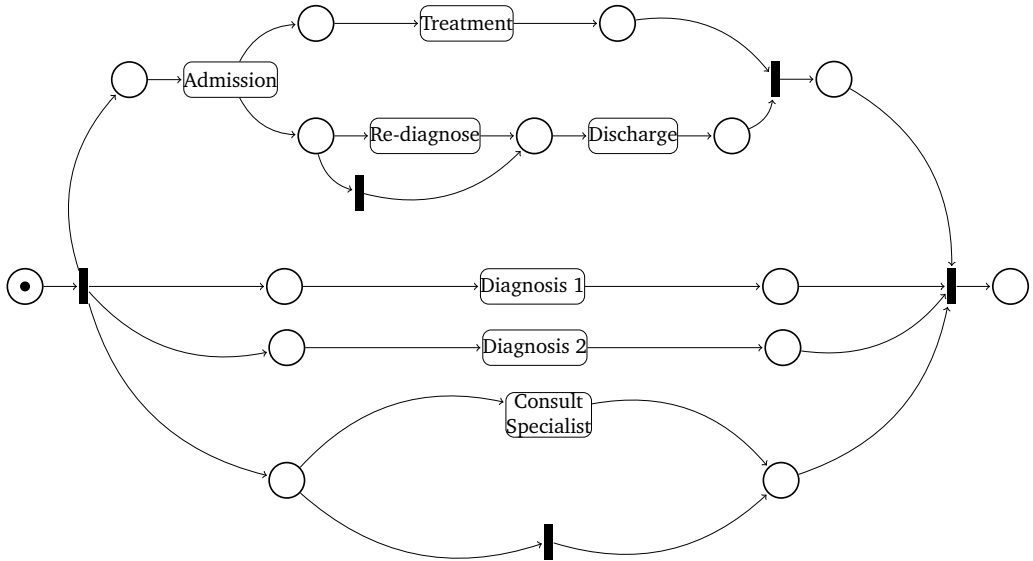 Treatment
Admission
Re-diagnose
Discharge
Diagnosis 1
Diagnosis 2
Consult
Specialist